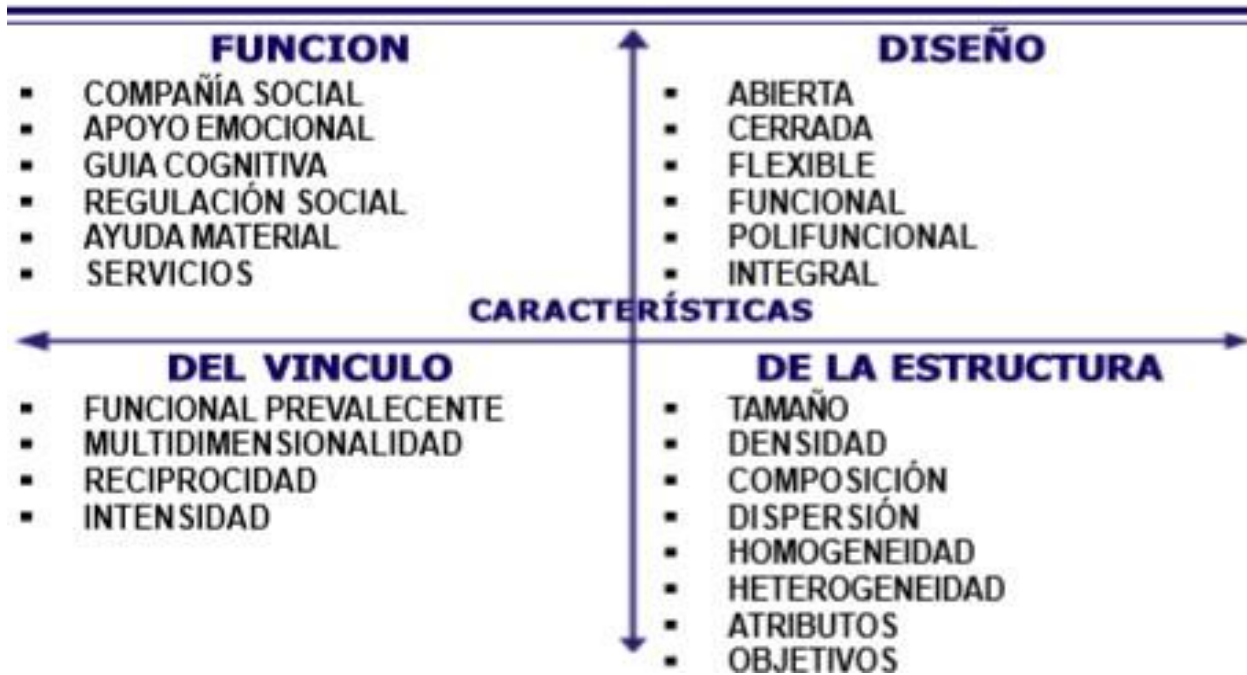 FUNCION
▪ COMPAÑÍA SOCIAL
▪ APOYO EMOCIONAL
▪ GUIA COGNITIVA
▪ REGULACIÓN SOCIAL
▪ AYUDA MATERIAL
▪ SERVICIOS
DISEÑO
▪ ABIERTA
▪ CERRADA
▪ FLEXIBLE
▪ FUNCIONAL
▪ POLIFUNCIONAL
▪ INTEGRAL
CARACTERÍSTICAS
DEL VINCULO
▪ FUNCIONAL PREVALECENTE
▪ MULTIDIMENSIONALIDAD
▪ RECIPROCIDAD
▪ INTENSIDAD
DE LA ESTRUCTURA
▪ TAMAÑO
▪ DENSIDAD
▪ COMPOSICIÓN
▪ DISPERSIÓN
▪ HOMOGENEIDAD
▪ HETEROGENEIDAD
▪ ATRIBUTOS
▪ OBJETIVOS